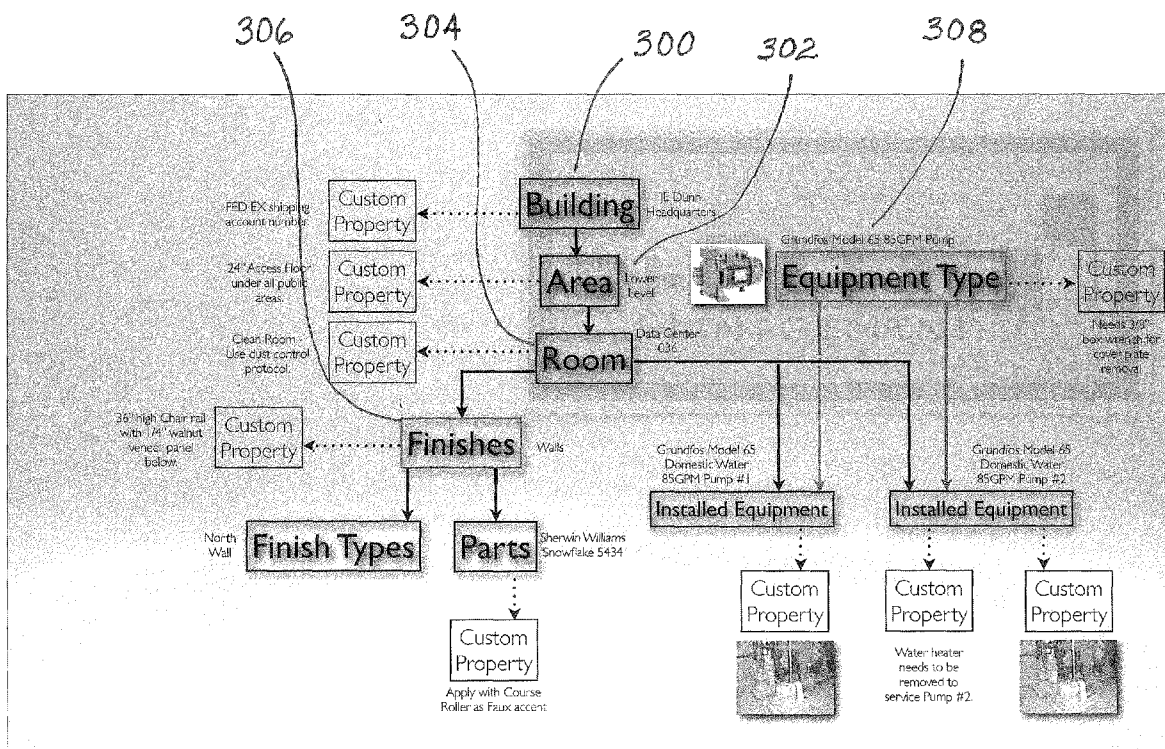 306
304
300
302
308
FED EX shipping
account number.
Custom
Property
Building
JE Dunn
Headquarters
24" Access Floor
under all public
areas.
Custom
Property
Area
Lower
Level
Grundfos Model 65 85GPM Pump
Equipment Type
Custom
Property
Needs 3/8"
box wrench for
cover plate
removal
Clean Room -
Use dust control
protocol.
Custom
Property
Room
Data Center
036
36" high Chair rail
with 1/4" walnut
veneer panel
below.
Custom
Property
Finishes
Walls
Grundfos Model 65
Domestic Water
85GPM Pump #1
Installed Equipment
Grundfos Model 65
Domestic Water
85GPM Pump #2
Installed Equipment
North
Wall
Finish Types
Parts
Sherwin Williams
Snowflake 5434
Custom
Property
Apply with Course
Roller as Faux accent
Custom
Property
Custom
Property
Water heater
needs to be
removed to
service Pump #2.
Custom
Property